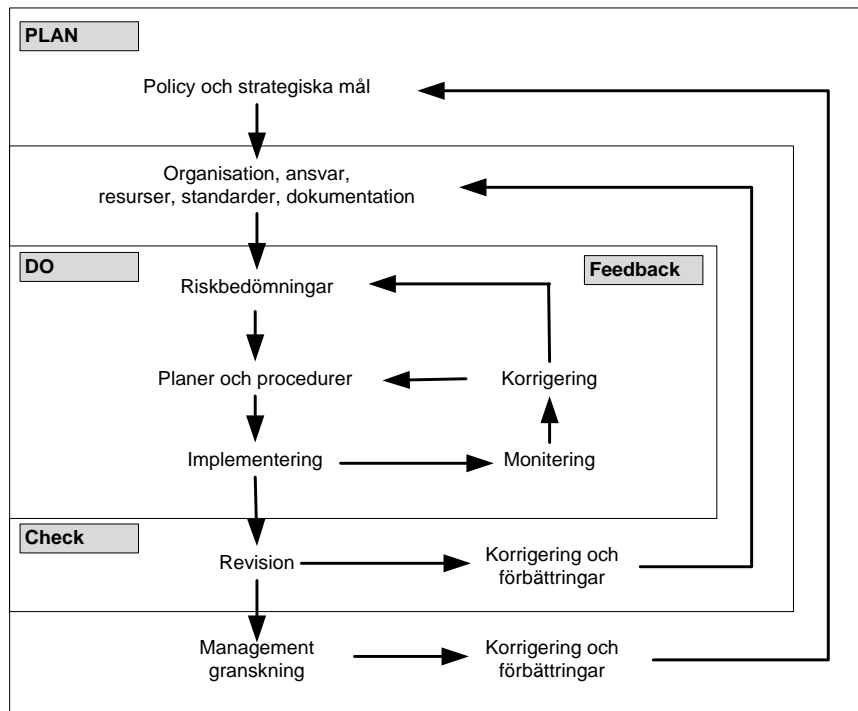 PLAN
Policy och strategiska mål
Organisation, ansvar,
resurser, standarder, dokumentation
DO
Feedback
Riskbedömningar
Planer och procedurer
Korrigering
Implementering
Monitering
Check
Revision
Korrigering och
förbättringar
Management
granskning
Korrigering och
förbättringar